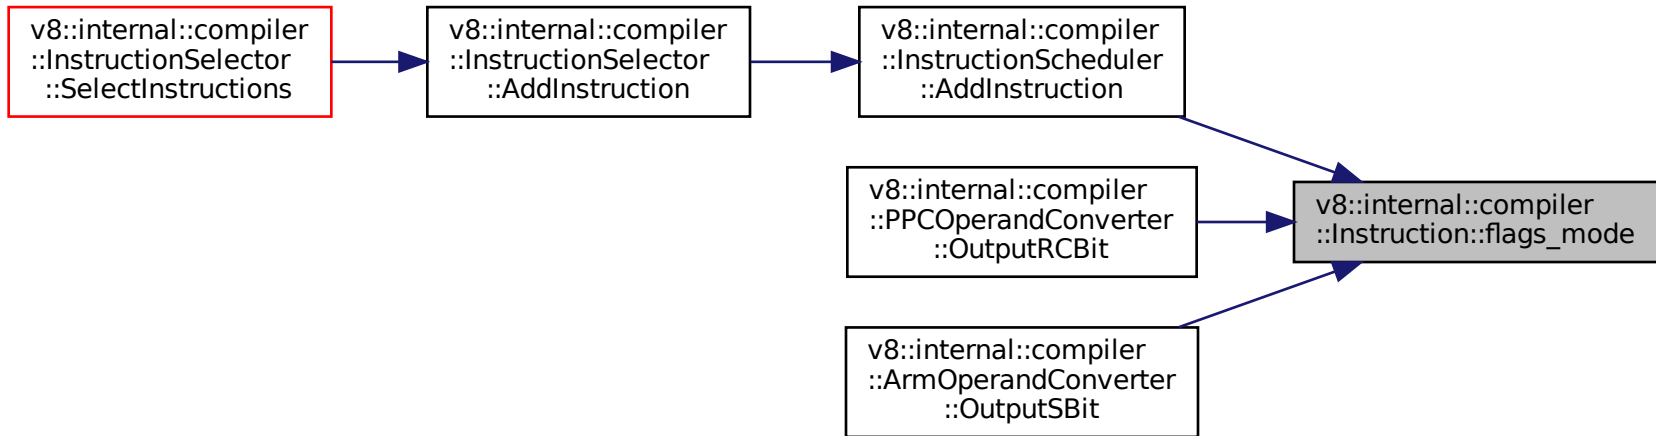 v8::internal::compiler
::InstructionSelector
::SelectInstructions
v8::internal::compiler
::InstructionSelector
::AddInstruction
v8::internal::compiler
::InstructionScheduler
::AddInstruction
v8::internal::compiler
::PPCOperandConverter
::OutputRCBit
v8::internal::compiler
::ArmOperandConverter
::OutputSBit
v8::internal::compiler
::Instruction::flags_mode